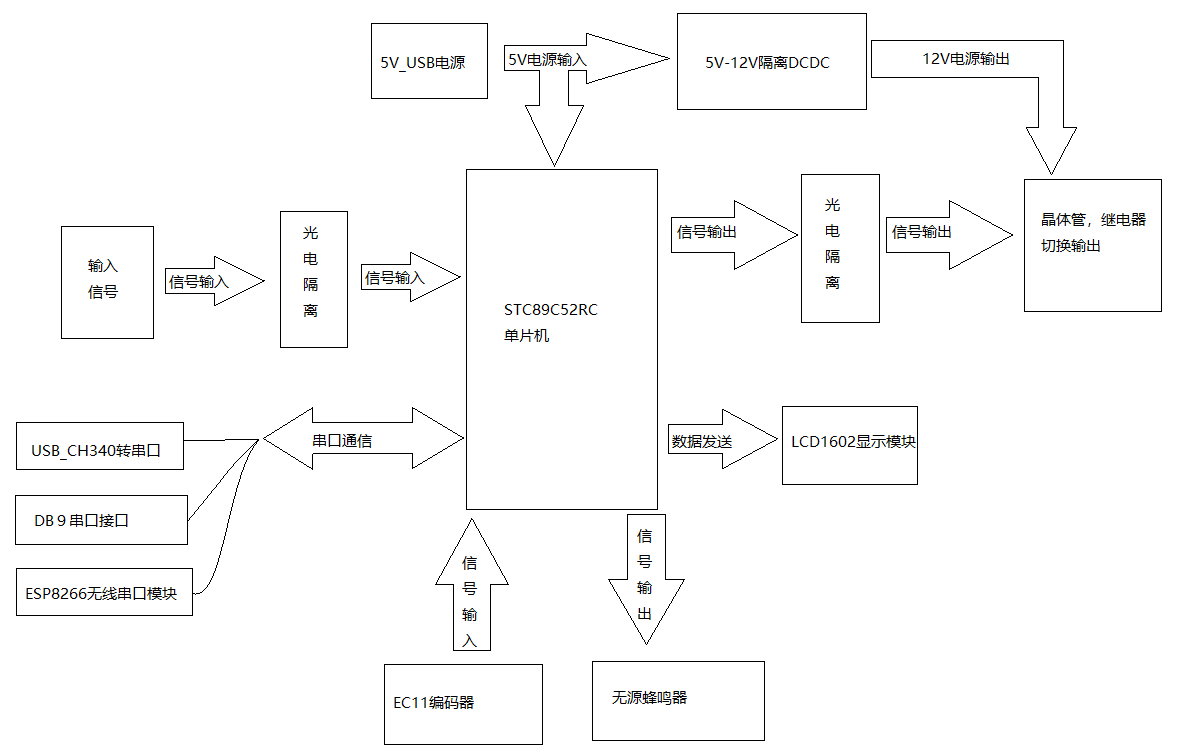 5V_USB电源
5V电源输入
5V-12V隔离DCDC
12V电源输出
输入
信号
信号输入
光
电
隔
离
信号输入
STC89C52RC
单片机
信号输出
光
电
隔
离
信号输出
晶体管，继电器
切换输出
USB_CH340转串口
DB９串口接口
ESP8266无线串口模块
串口通信
数据发送
LCD1602显示模块
信
号
输
入
EC11编码器
信
号
输
出
无源蜂鸣器